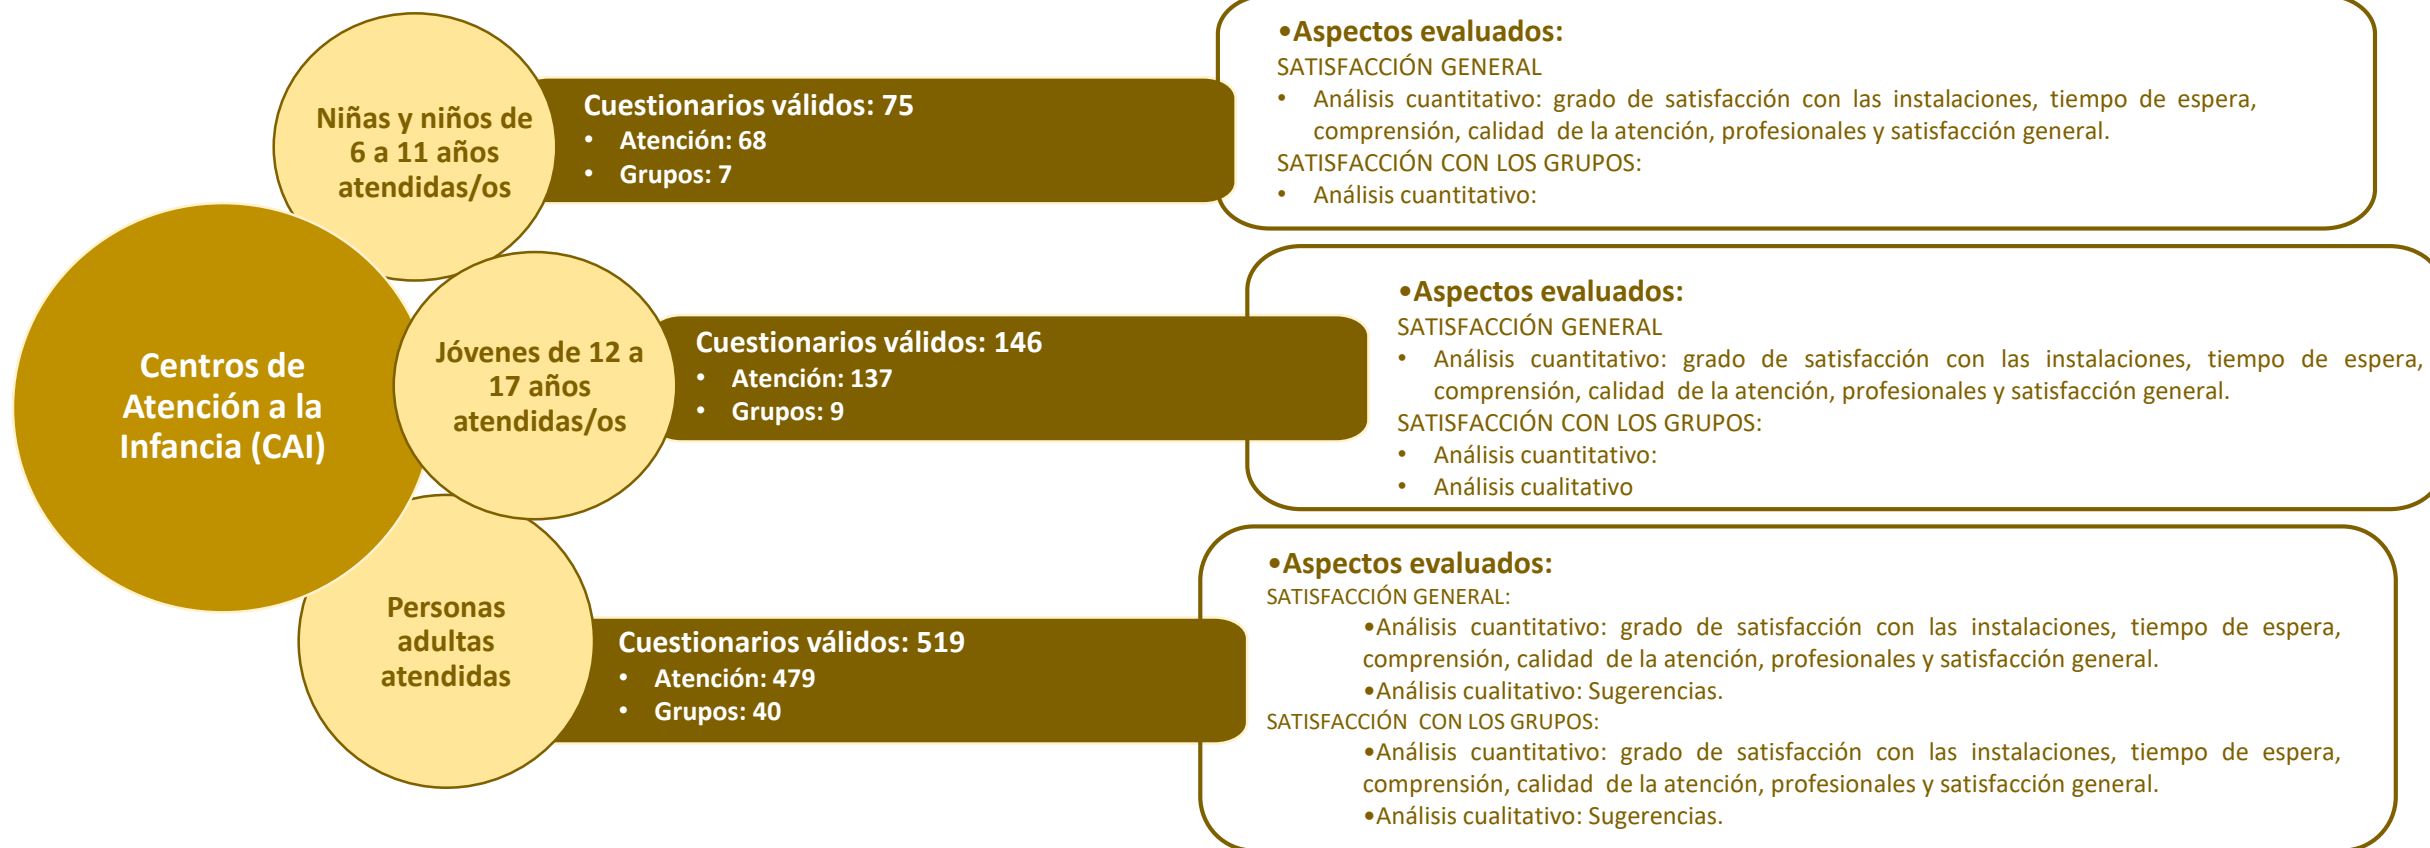 Centros de
Atención a la
Infancia (CAI)
Niñas y niños de
6 a 11 años
atendidas/os
Cuestionarios válidos: 75
• Atención: 68
• Grupos: 7
•Aspectos evaluados:
SATISFACCIÓN GENERAL
• Análisis cuantitativo: grado de satisfacción con las instalaciones, tiempo de espera,
comprensión, calidad de la atención, profesionales y satisfacción general.
SATISFACCIÓN CON LOS GRUPOS:
• Análisis cuantitativo:
Jóvenes de 12 a
17 años
atendidas/os
Cuestionarios válidos: 146
• Atención: 137
• Grupos: 9
•Aspectos evaluados:
SATISFACCIÓN GENERAL
• Análisis cuantitativo: grado de satisfacción con las instalaciones, tiempo de espera,
comprensión, calidad de la atención, profesionales y satisfacción general.
SATISFACCIÓN CON LOS GRUPOS:
• Análisis cuantitativo:
• Análisis cualitativo
Personas
adultas
atendidas
Cuestionarios válidos: 519
• Atención: 479
• Grupos: 40
•Aspectos evaluados:
SATISFACCIÓN GENERAL:
•Análisis cuantitativo: grado de satisfacción con las instalaciones, tiempo de espera,
comprensión, calidad de la atención, profesionales y satisfacción general.
•Análisis cualitativo: Sugerencias.
SATISFACCIÓN CON LOS GRUPOS:
•Análisis cuantitativo: grado de satisfacción con las instalaciones, tiempo de espera,
comprensión, calidad de la atención, profesionales y satisfacción general.
•Análisis cualitativo: Sugerencias.